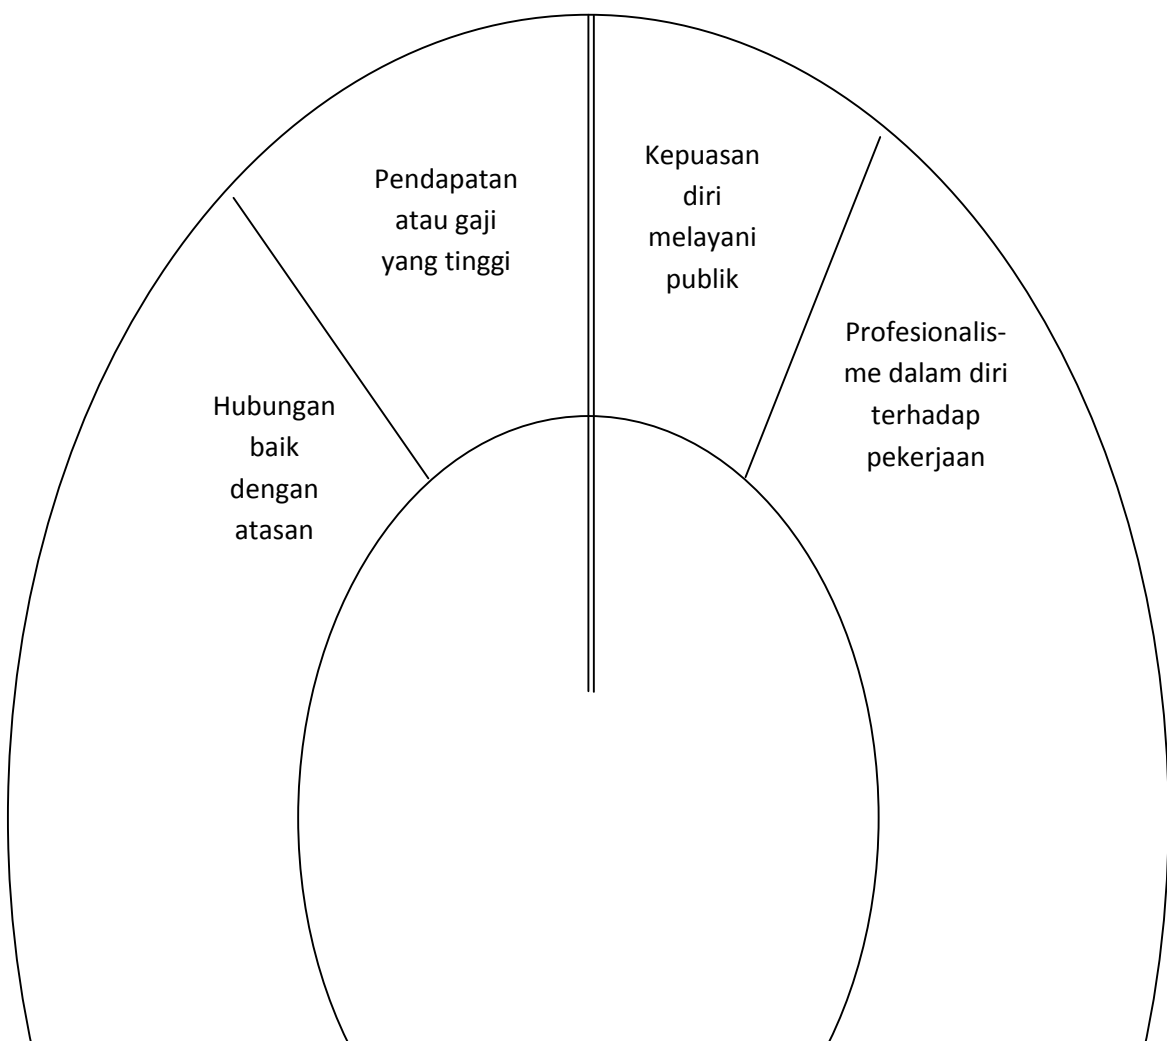 Pendapatan
atau gaji
yang tinggi
Kepuasan
diri
melayani
publik
Hubungan
baik
dengan
atasan
Profesionalis-
me dalam diri
terhadap
pekerjaan